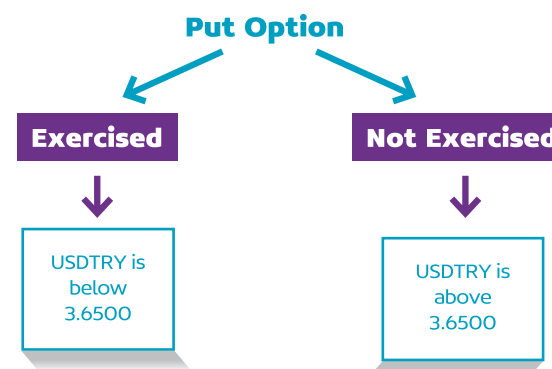 Put Option
Exercised
Not Exercised
USDTRY is
below
3.6500
USDTRY is
above
3.6500